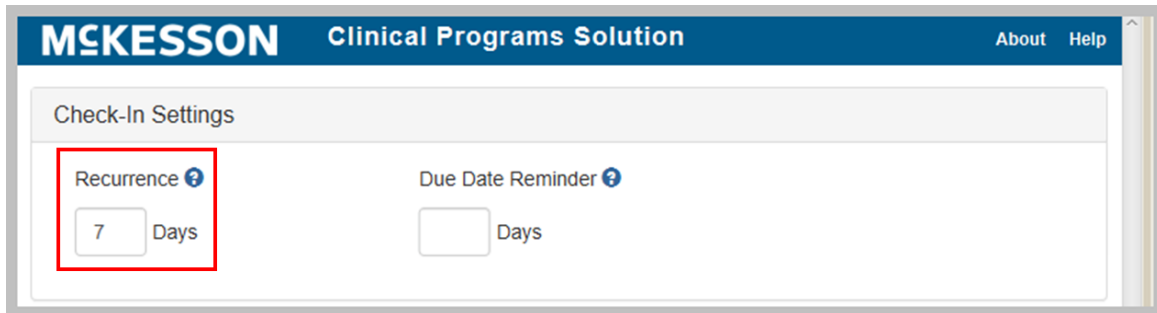 McKESSON Clinical Programs Solution About Help
Check-In Settings
Recurrence ? Due Date Reminder ?
7 Days Days